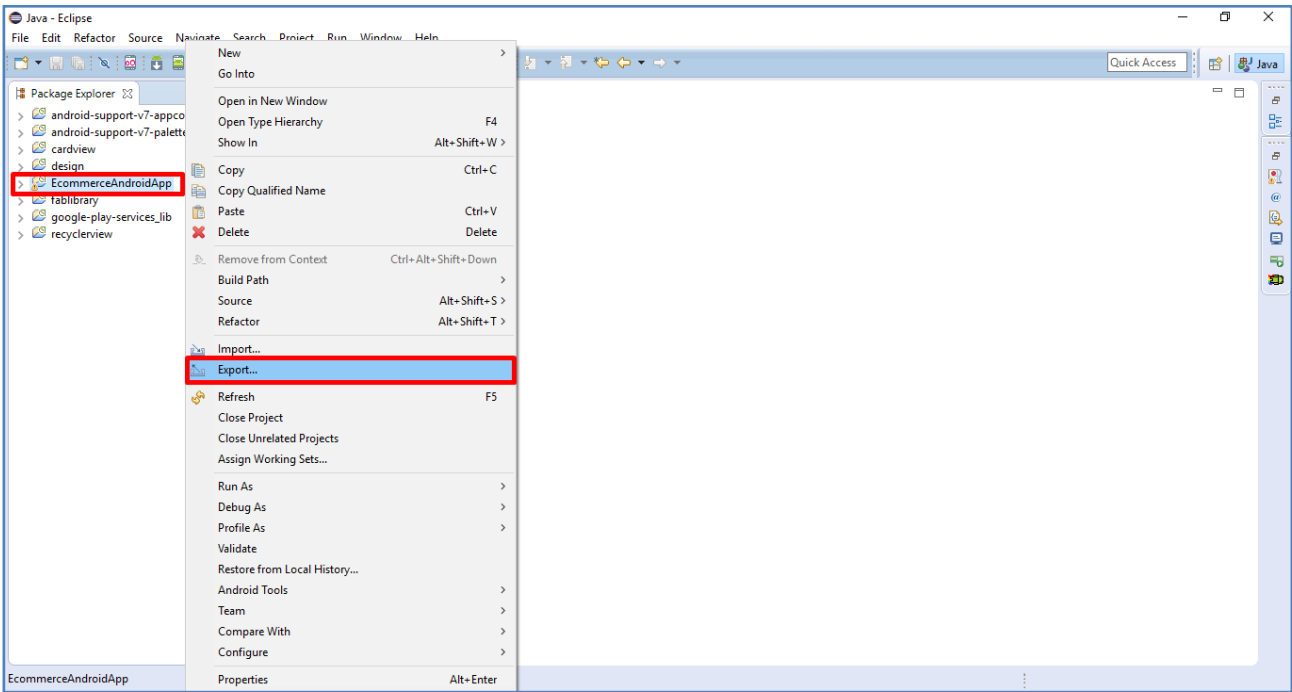 Java - Eclipse
File Edit Refactor Source Navigate Search Project Run Window Help
Quick Access
Java
Package Explorer
android-support-v7-appco
android-support-v7-palette
cardview
design
EcommerceAndroidApp
fablibrary
google-play-services_lib
recyclerview
New
Go Into
Open in New Window
Open Type Hierarchy F4
Show In Alt+Shift+W >
Copy Ctrl+C
Copy Qualified Name
Paste Ctrl+V
Delete Delete
Remove from Context Ctrl+Alt+Shift+Down
Build Path
Source Alt+Shift+S >
Refactor Alt+Shift+T >
Import...
Export...
Refresh F5
Close Project
Close Unrelated Projects
Assign Working Sets...
Run As
Debug As
Profile As
Validate
Restore from Local History...
Android Tools
Team
Compare With
Configure
Properties Alt+Enter
EcommerceAndroidApp